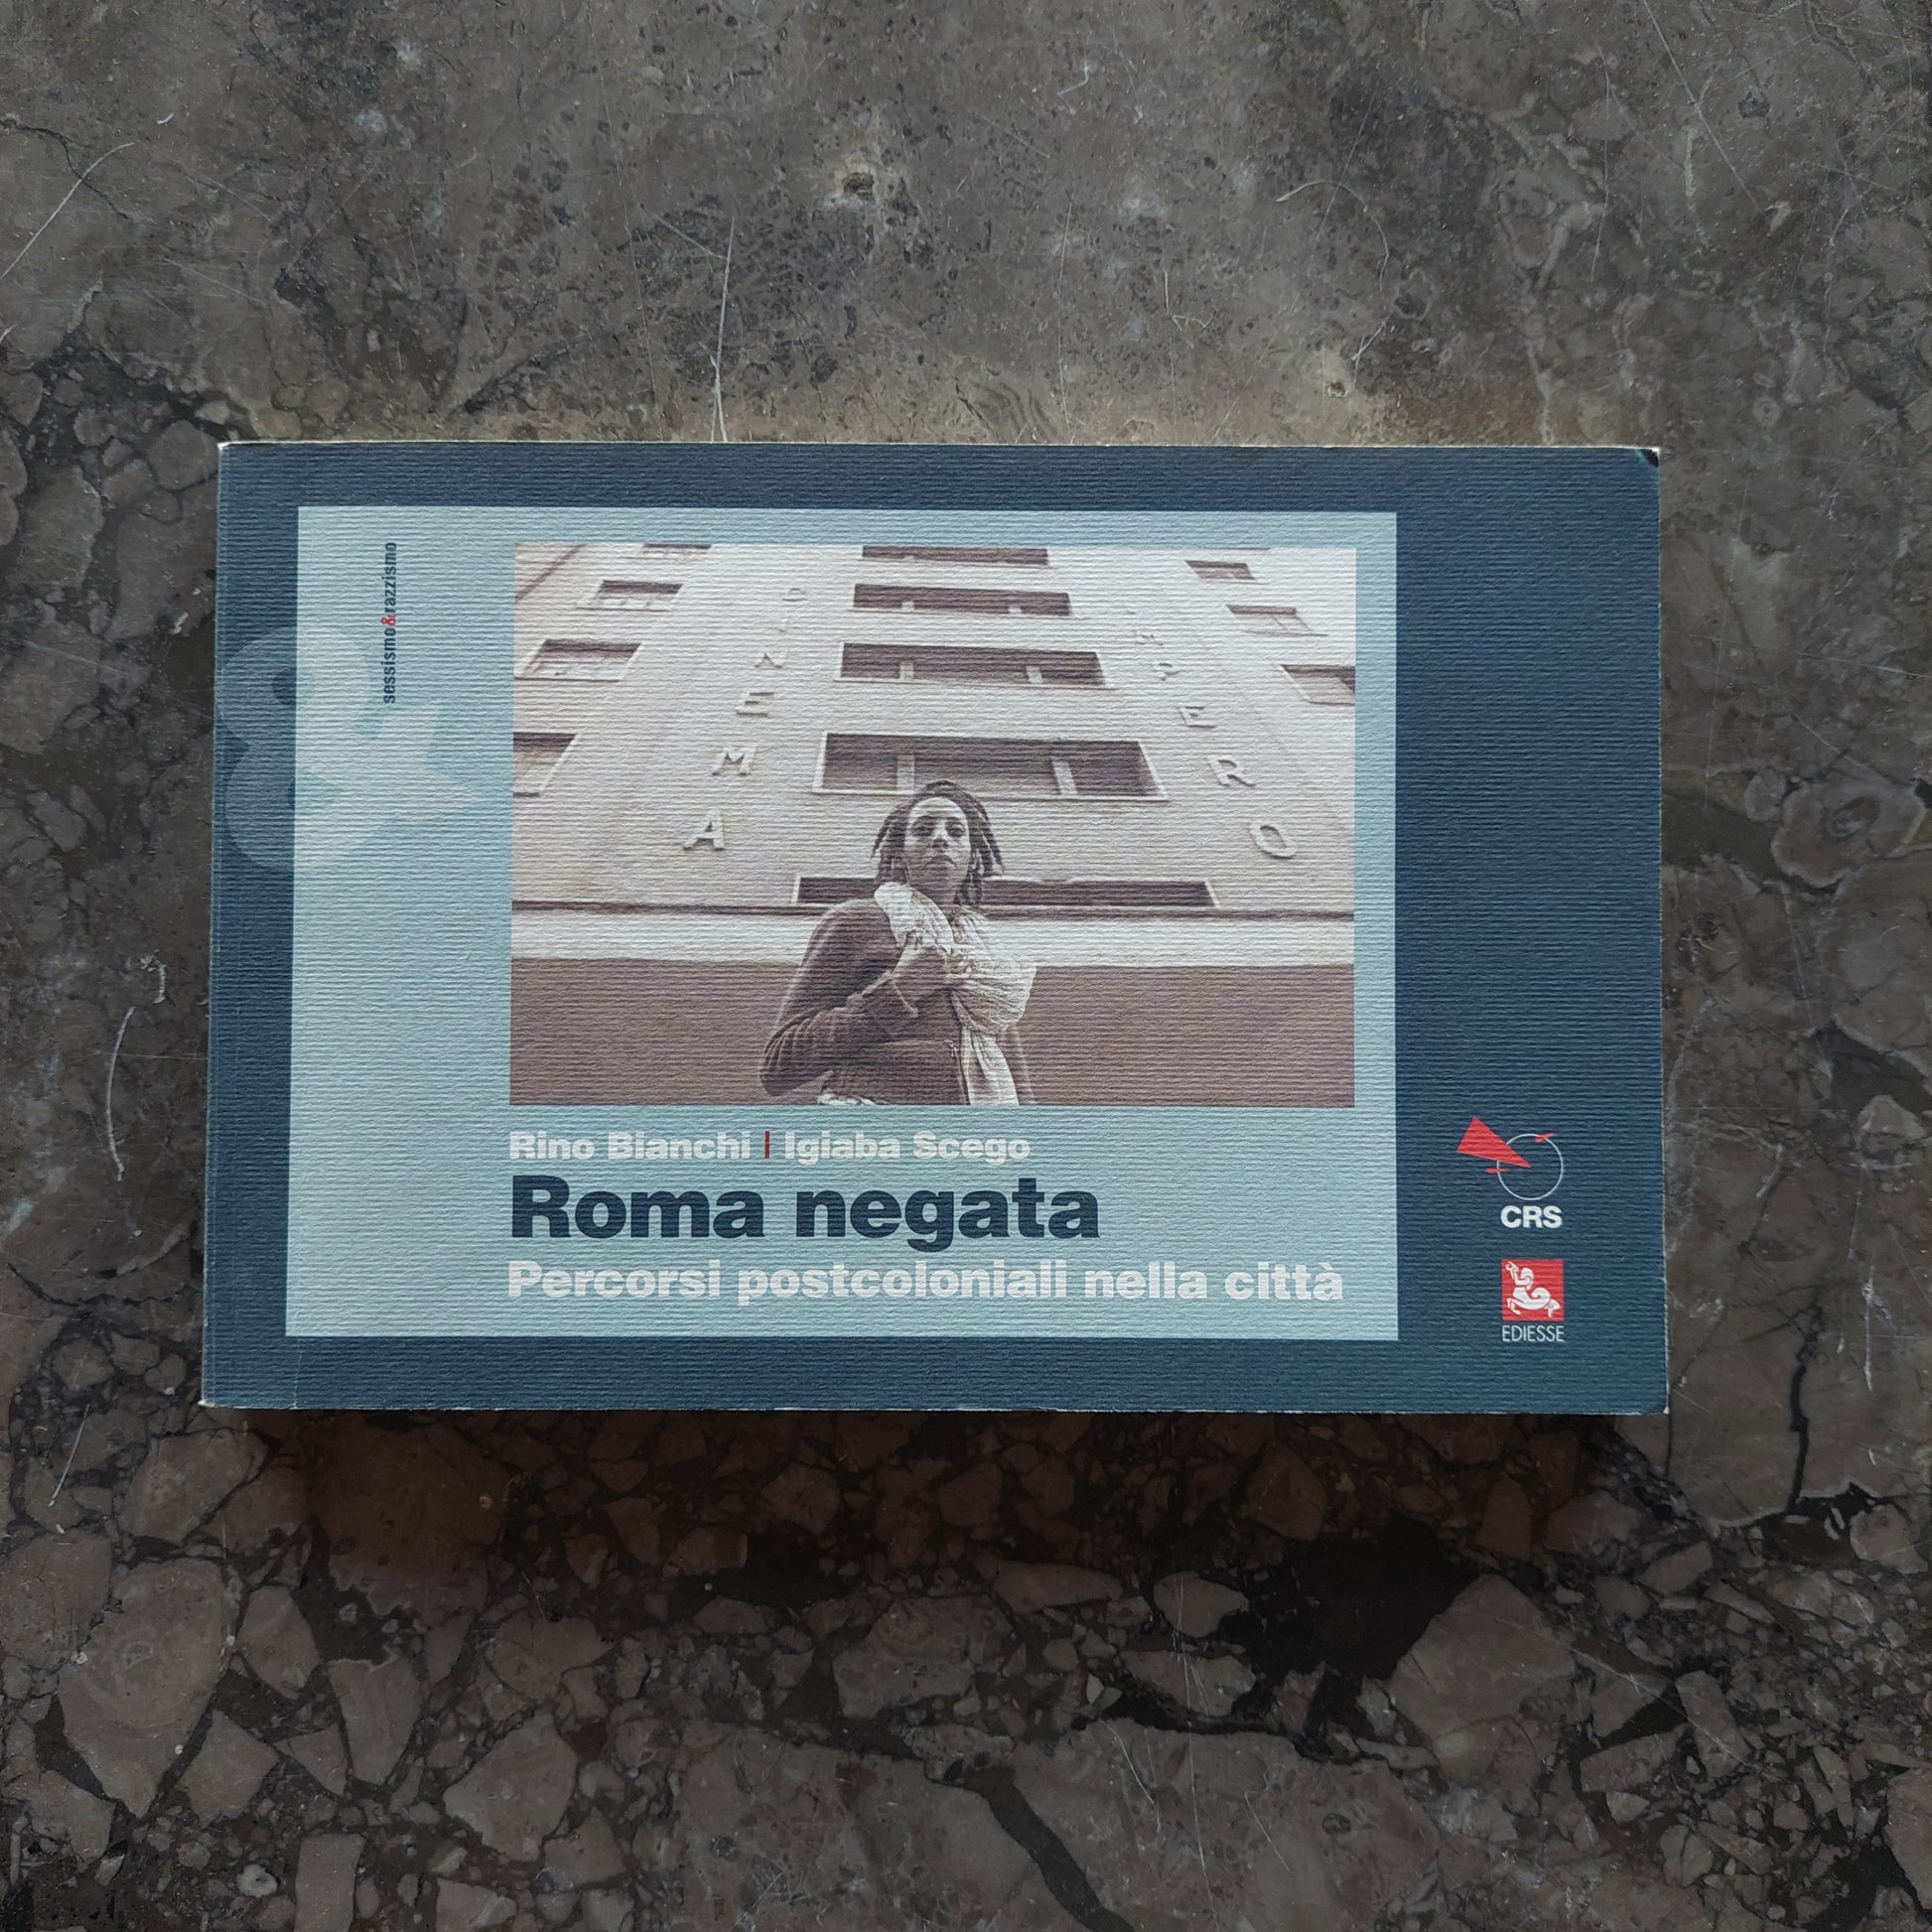 sessismo&razzismo
&
CINEMA
IMPERO
Rino Bianchi | Igiaba Scego
Roma negata
Percorsi postcoloniali nella città
CRS
EDIESSE